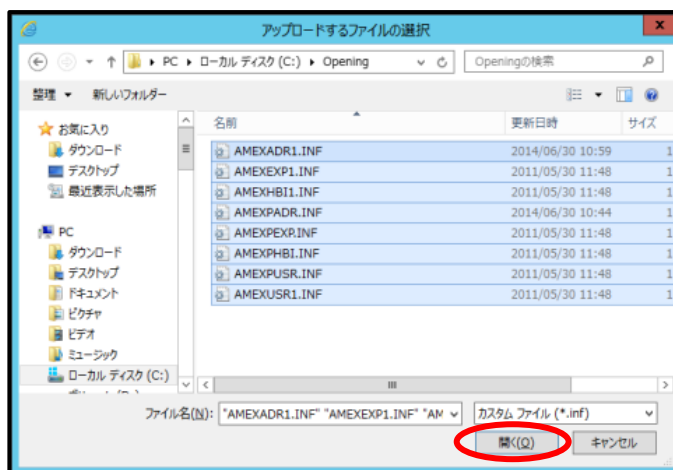 アップロードするファイルの選択
PC ローカル ディスク (C:) Opening
Openingの検索
整理 新しいフォルダー
名前 更新日時 サイズ
お気に入り
ダウンロード
デスクトップ
最近表示した場所
PC
ダウンロード
デスクトップ
ドキュメント
ピクチャ
ビデオ
ミュージック
ローカル ディスク (C:)
AMEXADR1.INF 2014/06/30 10:59 1
AMEXEXP1.INF 2011/05/30 11:48 1
AMEXHBI1.INF 2011/05/30 11:48 1
AMEXPADR.INF 2014/06/30 10:44 1
AMEXPEXP.INF 2011/05/30 11:48 1
AMEXPHBI.INF 2011/05/30 11:48 1
AMEXPUSR.INF 2011/05/30 11:48 1
AMEXUSR1.INF 2011/05/30 11:48 1
ファイル名(N): "AMEXADR1.INF" "AMEXEXP1.INF" "AM カスタム ファイル (*.inf)
開く(O) キャンセル